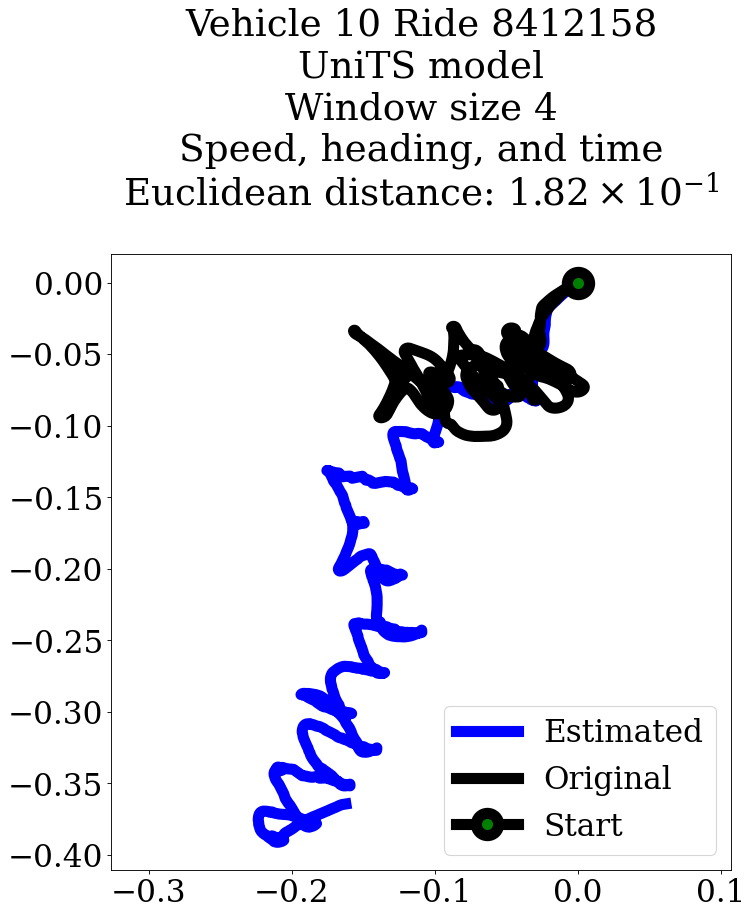 Vehicle 10 Ride 8412158
UniTS model
Window size 4
Speed, heading, and time
Euclidean distance: 1.82 × 10⁻¹
0.00
−0.05
−0.10
−0.15
−0.20
−0.25
−0.30
−0.35
−0.40
Estimated
Original
Start
−0.3
−0.2
−0.1
0.0
0.1